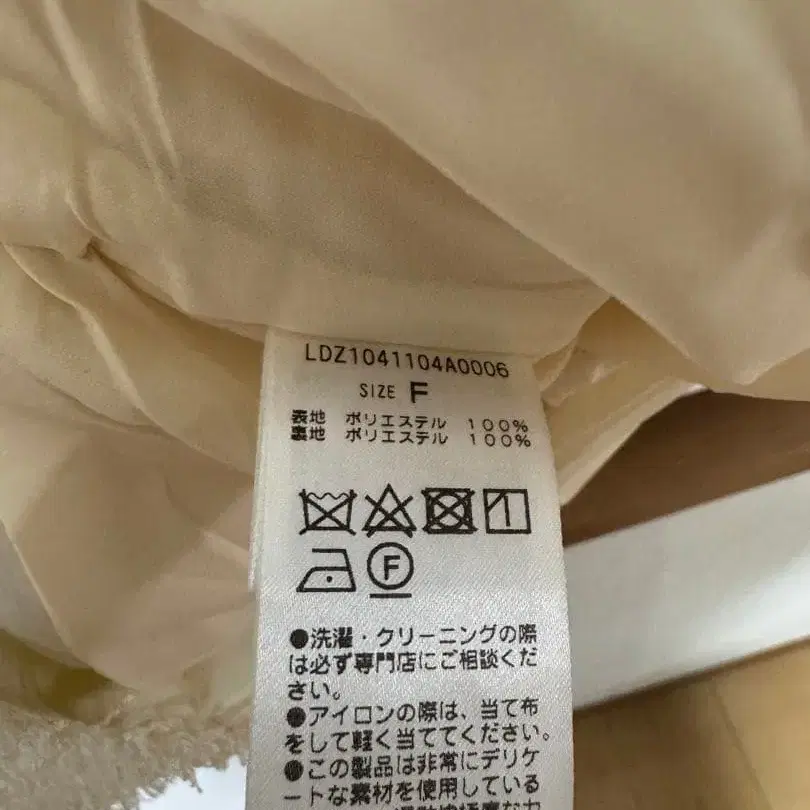 LDZ1041104A0006
SIZE F
表地 ポリエステル 100%
裏地 ポリエステル 100%
F
●洗濯・クリーニングの際
は必ず専門店にご相談くだ
さい。
●アイロンの際は、当て布
をして軽く当ててください。
●この製品は非常にデリケ
ートな素材を使用している